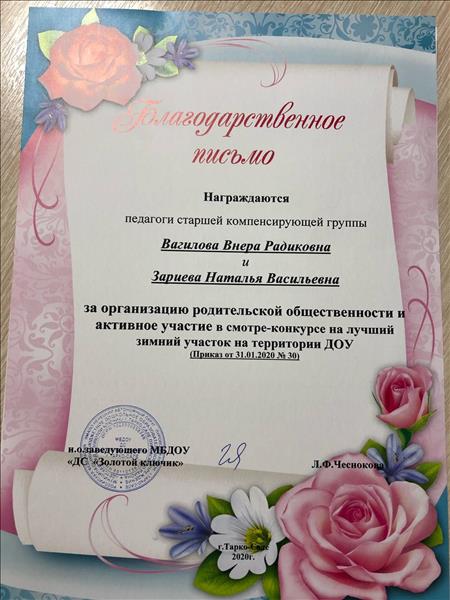 Благодарственное
письмо
Награждаются
педагоги старшей компенсирующей группы
Вагилова Внера Радиковна
и
Зариева Наталья Васильевна
за организацию родительской общественности и
активное участие в смотре-конкурсе на лучший
зимний участок на территории ДОУ
(Приказ от 31.01.2020 № 30)
и.о.заведующего МБДОУ
«ДС «Золотой ключик» Л.Ф.Чеснокова
г.Тарко-Сале
2020г.